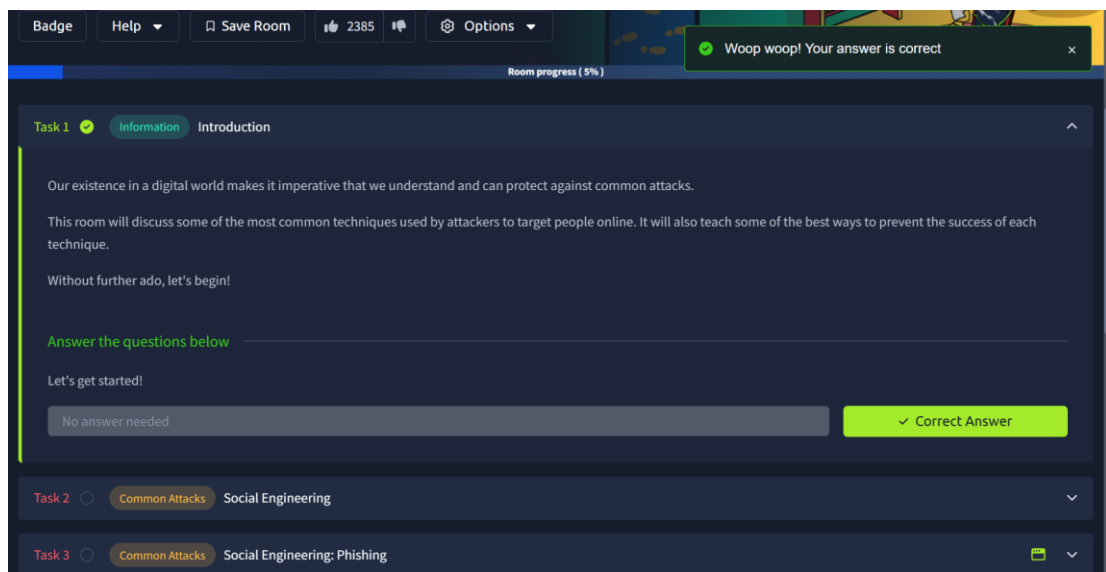 Badge Help Save Room 2385 Options
Woop woop! Your answer is correct
Room progress ( 5% )
Task 1 Information Introduction
Our existence in a digital world makes it imperative that we understand and can protect against common attacks.
This room will discuss some of the most common techniques used by attackers to target people online. It will also teach some of the best ways to prevent the success of each
technique.
Without further ado, let's begin!
Answer the questions below
Let's get started!
No answer needed Correct Answer
Task 2 Common Attacks Social Engineering
Task 3 Common Attacks Social Engineering: Phishing